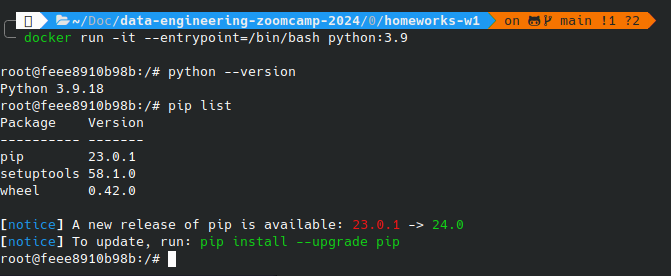 ~/Doc/data-engineering-zoomcamp-2024/0/homeworks-w1 on main !1 ?2
docker run -it --entrypoint=/bin/bash python:3.9
root@feee8910b98b:/# python --version
Python 3.9.18
root@feee8910b98b:/# pip list
Package    Version
---------- -------
pip        23.0.1
setuptools 58.1.0
wheel      0.42.0
[notice] A new release of pip is available: 23.0.1 -> 24.0
[notice] To update, run: pip install --upgrade pip
root@feee8910b98b:/#